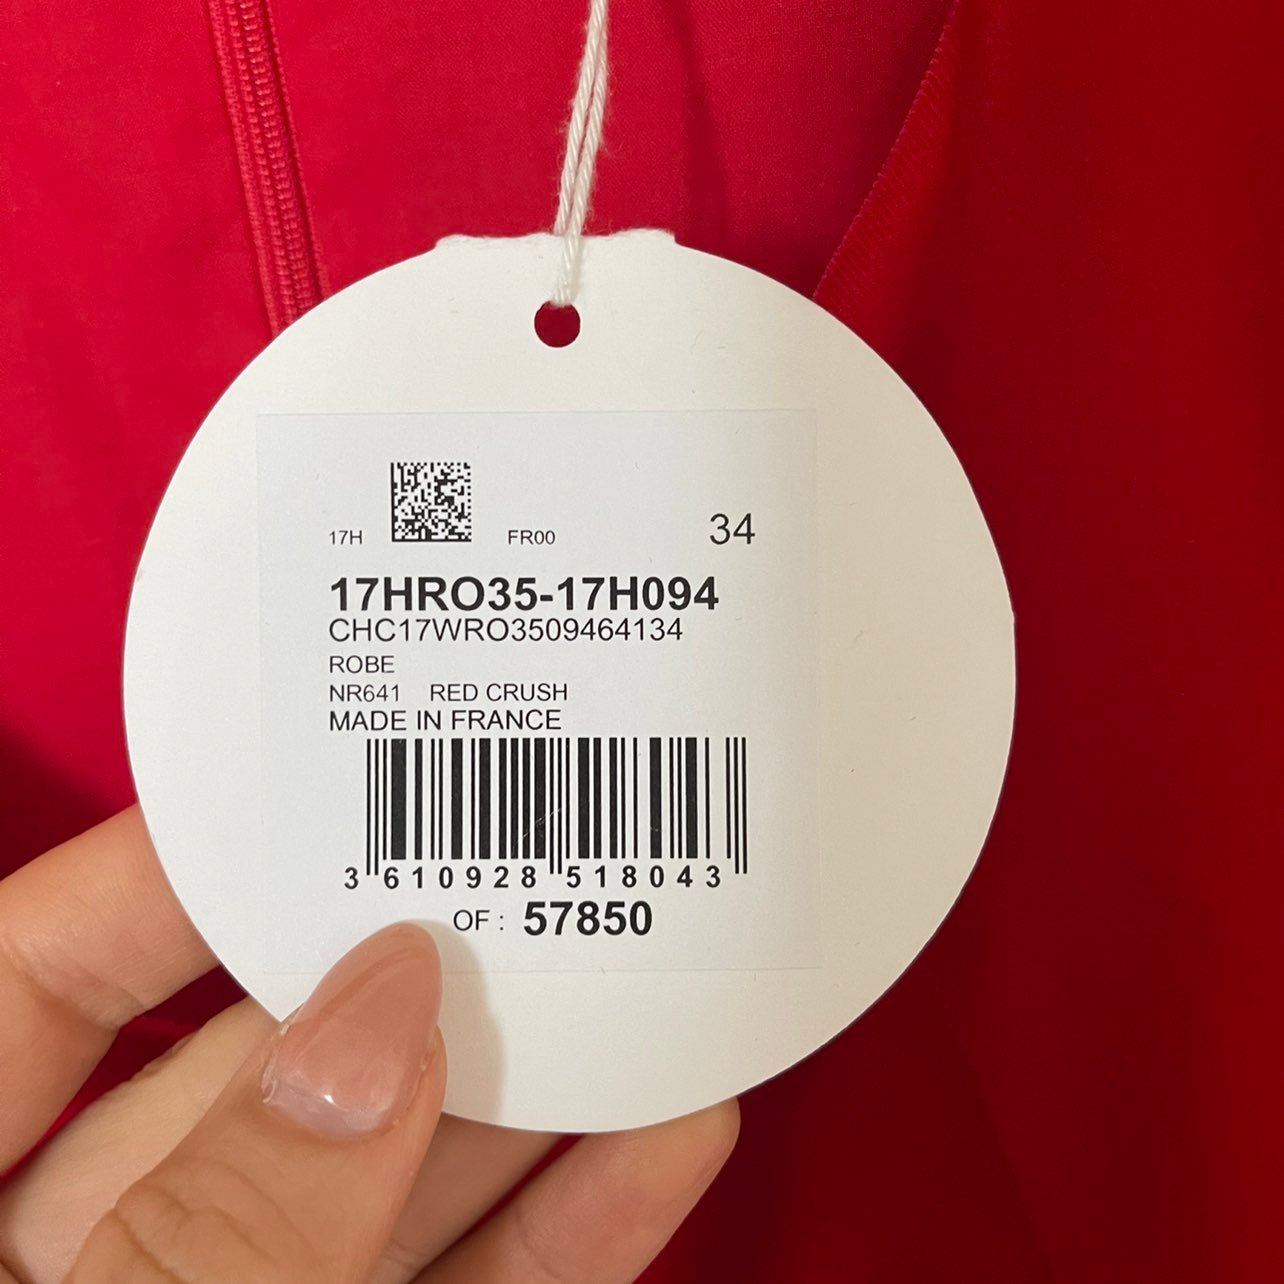 17H FR00 34
17HRO35-17H094
CHC17WRO3509464134
ROBE
NR641 RED CRUSH
MADE IN FRANCE
3 610928 518043
OF : 57850